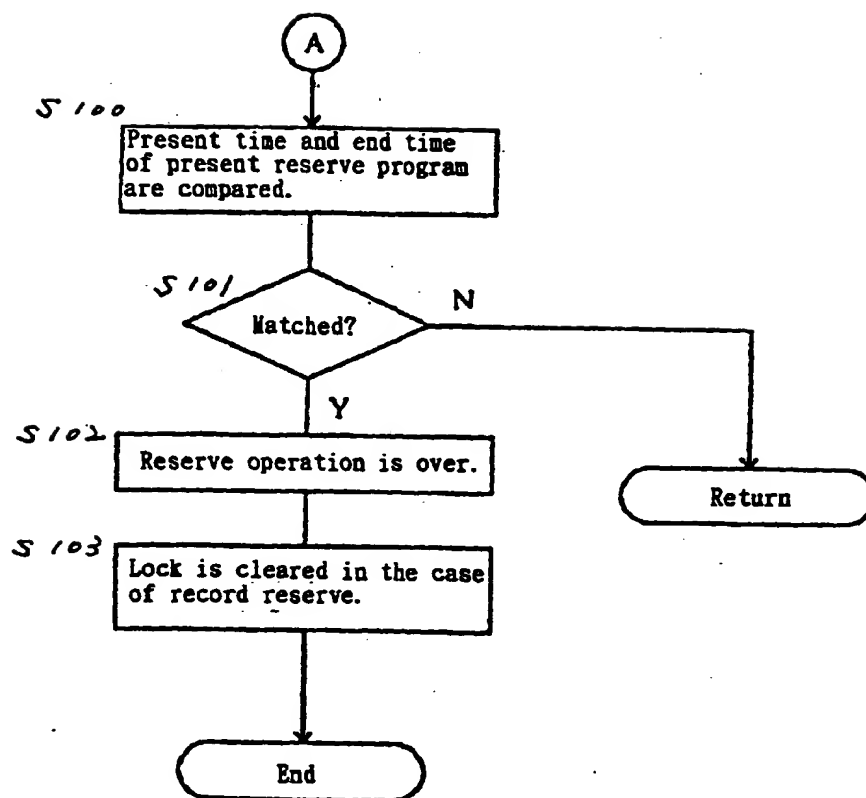 A
S100
Present time and end time
of present reserve program
are compared.
S101
Matched?
N
Y
S102
Reserve operation is over.
Return
S103
Lock is cleared in the case
of record reserve.
End